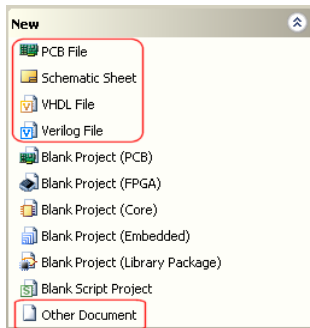 New
PCB File
Schematic Sheet
VHDL File
Verilog File
Blank Project (PCB)
Blank Project (FPGA)
Blank Project (Core)
Blank Project (Embedded)
Blank Project (Library Package)
Blank Script Project
Other Document